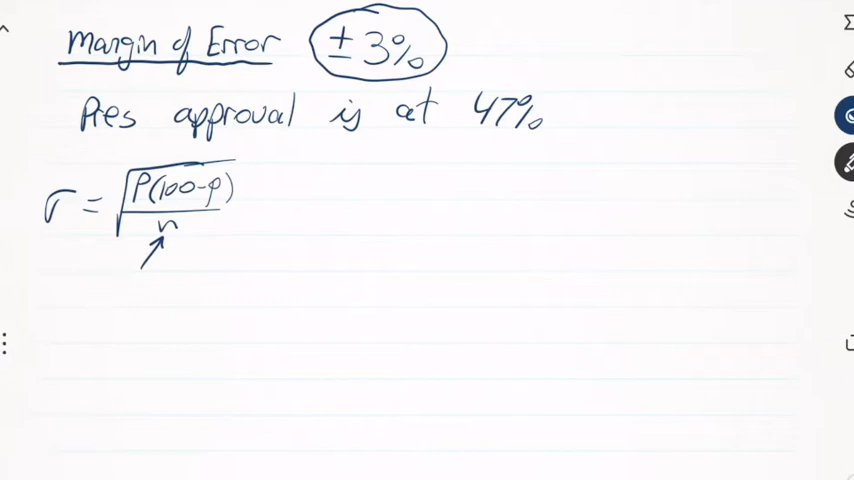 Margin of Error ± 3%
Pres approval is at 47%
σ = √P(100-p)/n